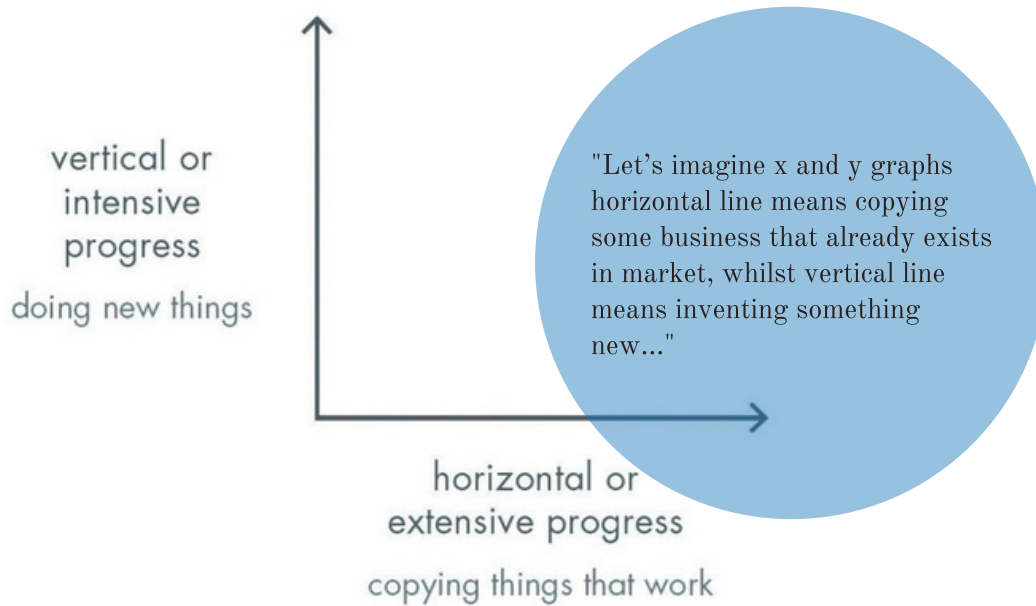 vertical or
intensive
progress
doing new things
"Let’s imagine x and y graphs
horizontal line means copying
some business that already exists
in market, whilst vertical line
means inventing something
new..."
horizontal or
extensive progress
copying things that work